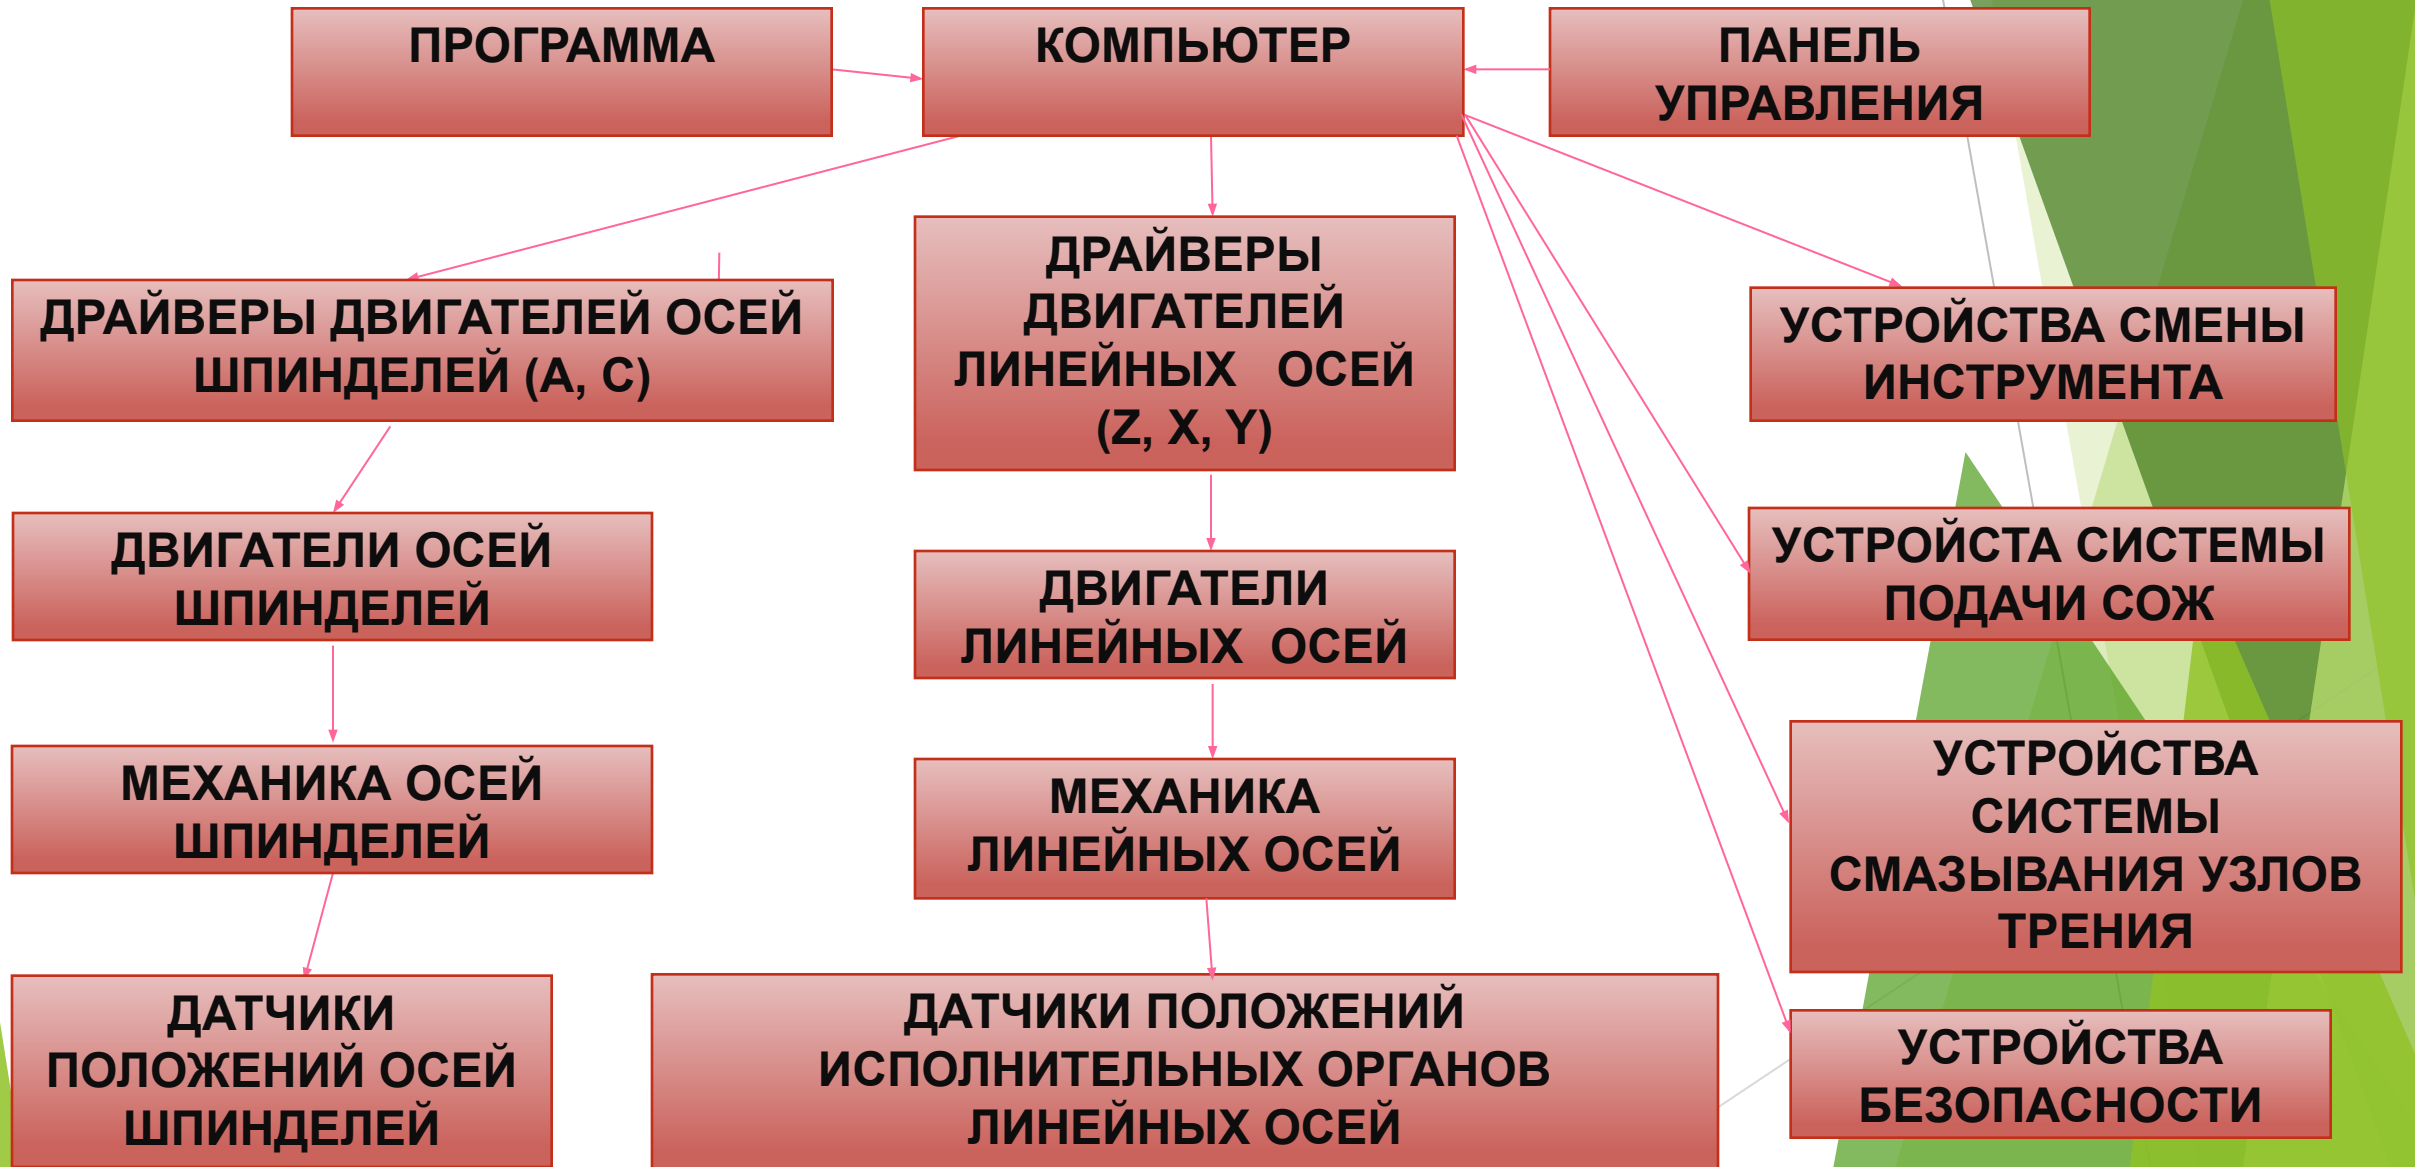 ПРОГРАММА
КОМПЬЮТЕР
ПАНЕЛЬ
УПРАВЛЕНИЯ
ДРАЙВЕРЫ ДВИГАТЕЛЕЙ ОСЕЙ
ШПИНДЕЛЕЙ (А, С)
ДРАЙВЕРЫ
ДВИГАТЕЛЕЙ
ЛИНЕЙНЫХ ОСЕЙ
(Z, X, Y)
УСТРОЙСТВА СМЕНЫ
ИНСТРУМЕНТА
ДВИГАТЕЛИ ОСЕЙ
ШПИНДЕЛЕЙ
ДВИГАТЕЛИ
ЛИНЕЙНЫХ ОСЕЙ
УСТРОЙСТА СИСТЕМЫ
ПОДАЧИ СОЖ
МЕХАНИКА ОСЕЙ
ШПИНДЕЛЕЙ
МЕХАНИКА
ЛИНЕЙНЫХ ОСЕЙ
УСТРОЙСТВА
СИСТЕМЫ
СМАЗЫВАНИЯ УЗЛОВ
ТРЕНИЯ
ДАТЧИКИ
ПОЛОЖЕНИЙ ОСЕЙ
ШПИНДЕЛЕЙ
ДАТЧИКИ ПОЛОЖЕНИЙ
ИСПОЛНИТЕЛЬНЫХ ОРГАНОВ
ЛИНЕЙНЫХ ОСЕЙ
УСТРОЙСТВА
БЕЗОПАСНОСТИ